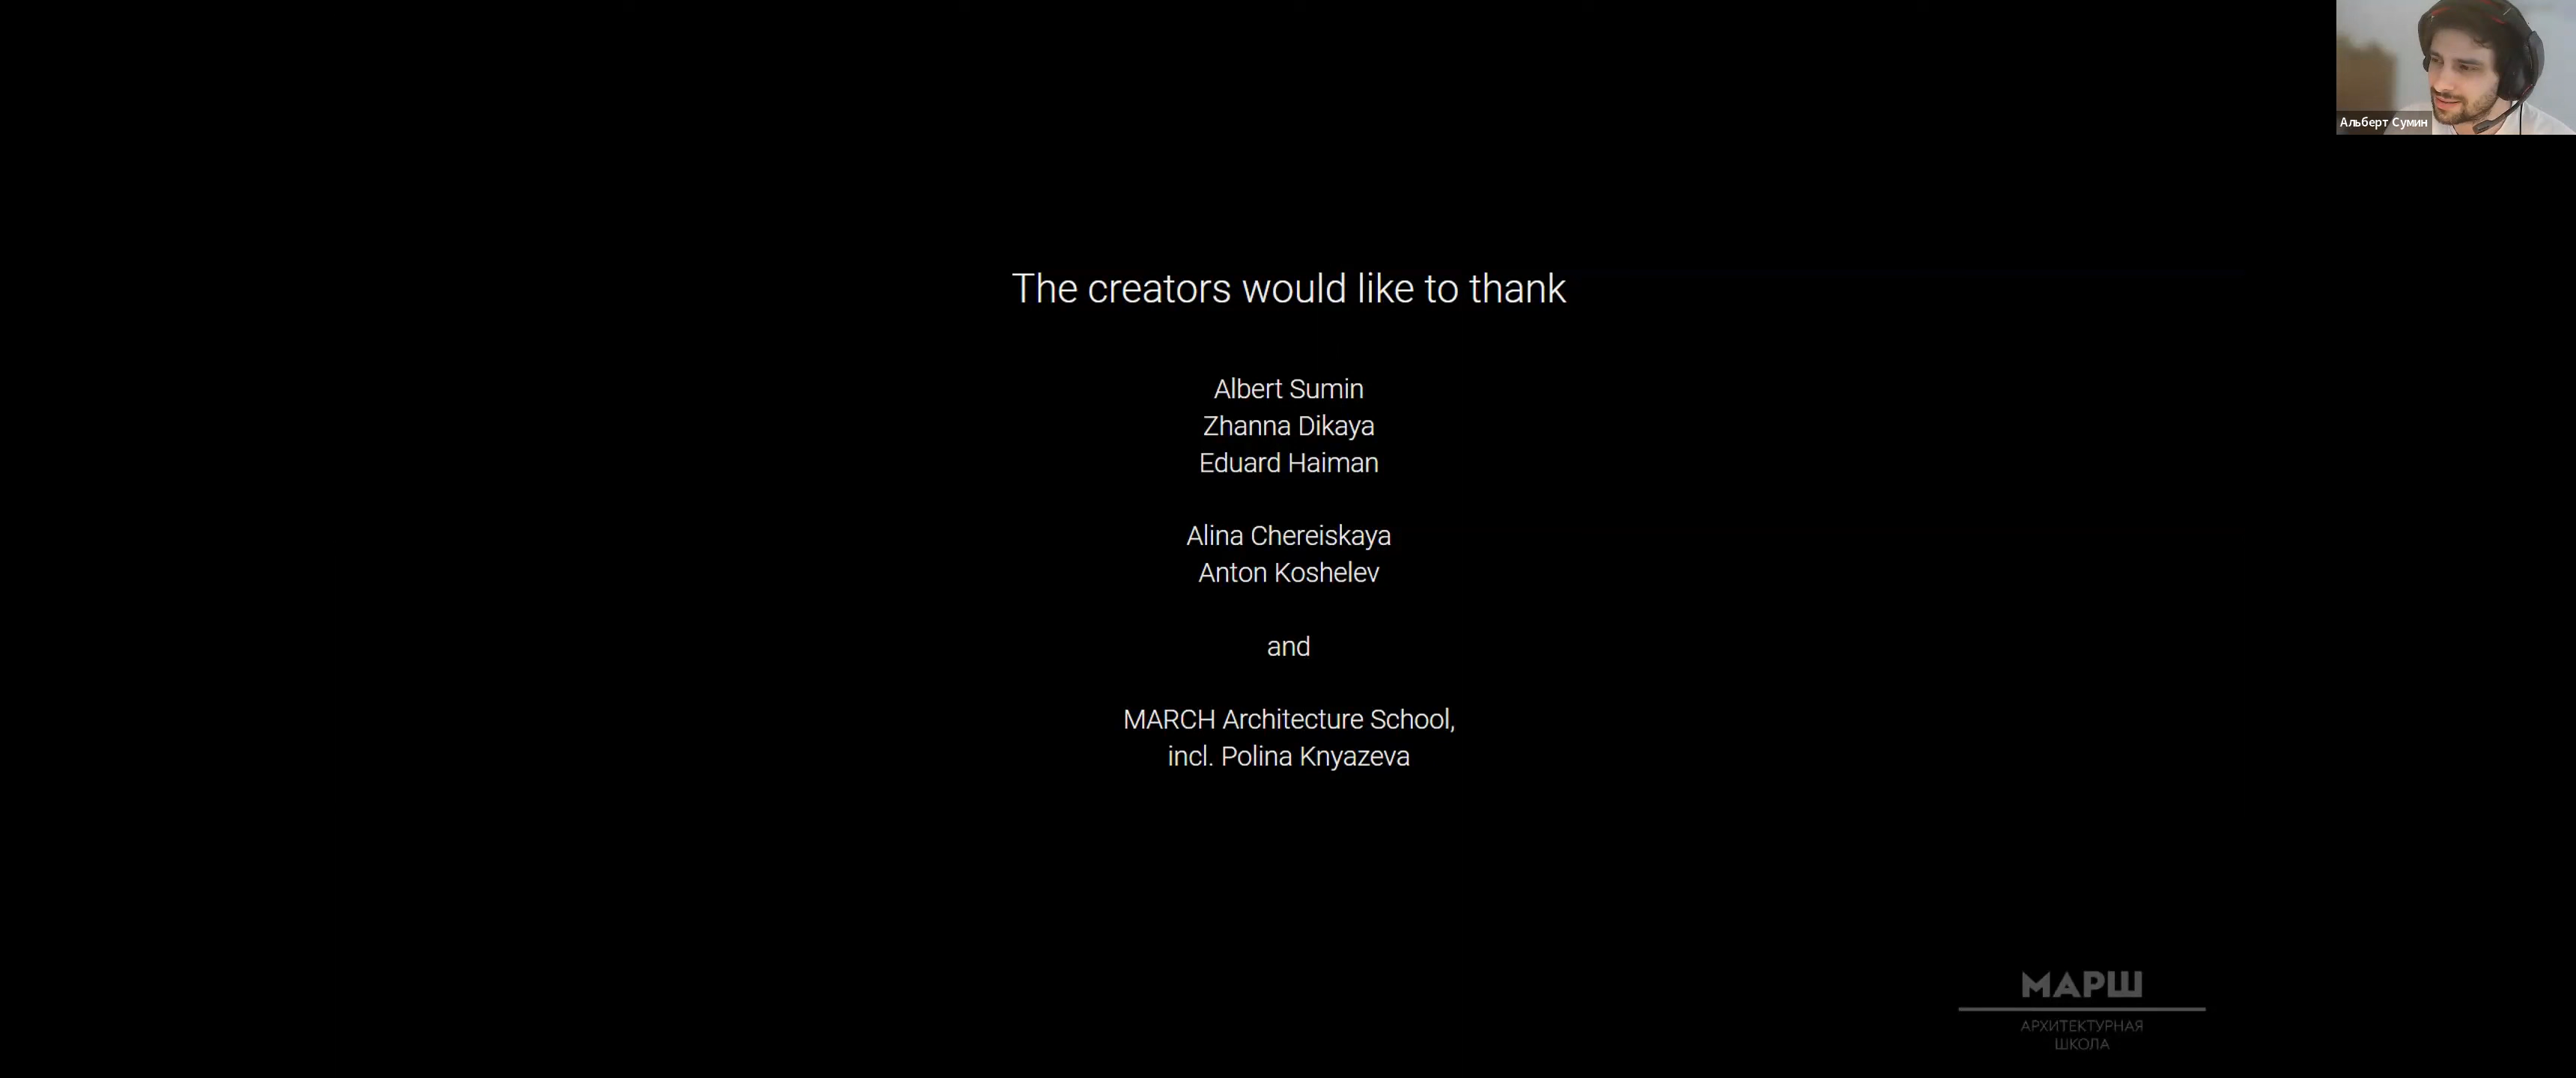 Альберт Сумин
The creators would like to thank
Albert Sumin
Zhanna Dikaya
Eduard Haiman
Alina Chereiskaya
Anton Koshelev
and
MARCH Architecture School,
incl. Polina Knyazeva
МАРШ
АРХИТЕКТУРНАЯ
ШКОЛА